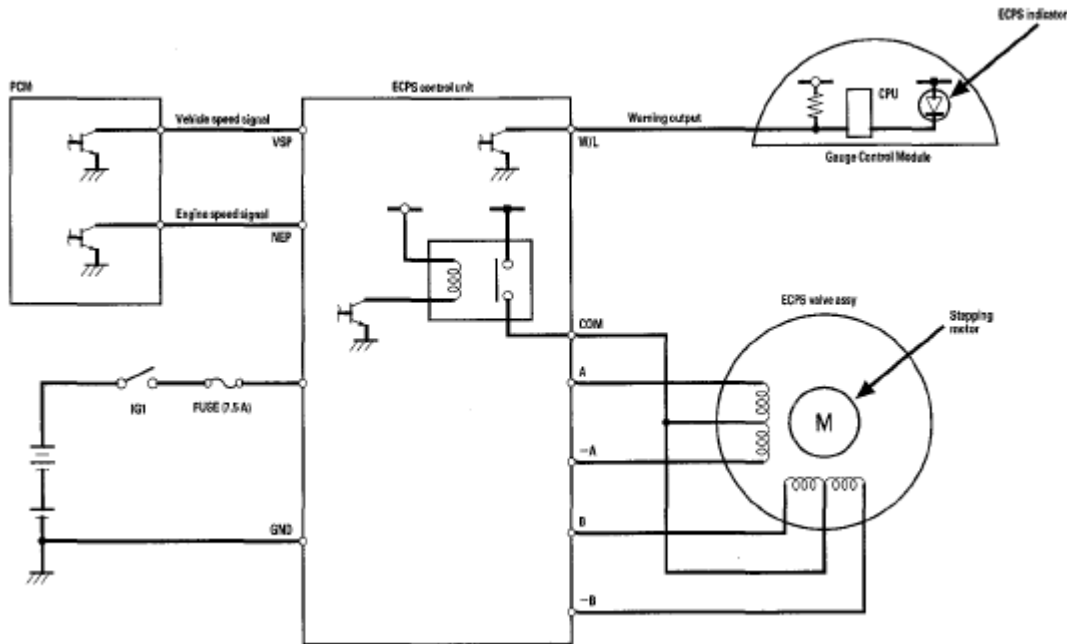 ECPS indicator
PCM
ECPS control unit
Vehicle speed signal
VSP
Warning output
W/L
CPU
Gauge Control Module
Engine speed signal
NEP
COM
ECPS valve assy
Stepping
motor
A
M
IG1
FUGE (7.5 A)
−A
B
GND
−B